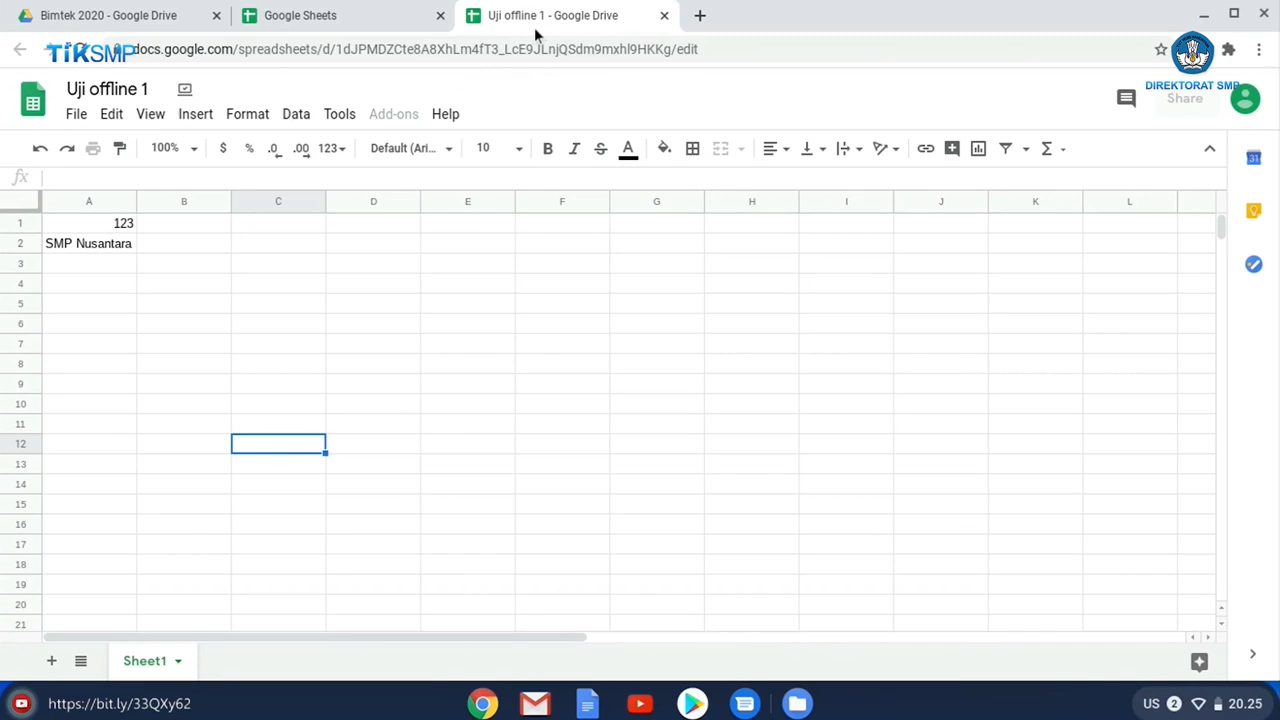 Bimtek 2020 - Google Drive
Google Sheets
Uji offline 1 - Google Drive
docs.google.com/spreadsheets/d/1dJPMDZCte8A8XhLm4fT3_LcE9JLnjQSdm9mxhl9HKKg/edit
TIKSMP
DIREKTORAT SMP
Uji offline 1
Share
File Edit View Insert Format Data Tools Add-ons Help
100% $ % .0 .00 123 Default (Ari... 10 B I S A
fx
A B C D E F G H I J K L
1 123
2 SMP Nusantara
3
4
5
6
7
8
9
10
11
12
13
14
15
16
17
18
19
20
21
Sheet1
https://bit.ly/33QXy62
US 2 20.25